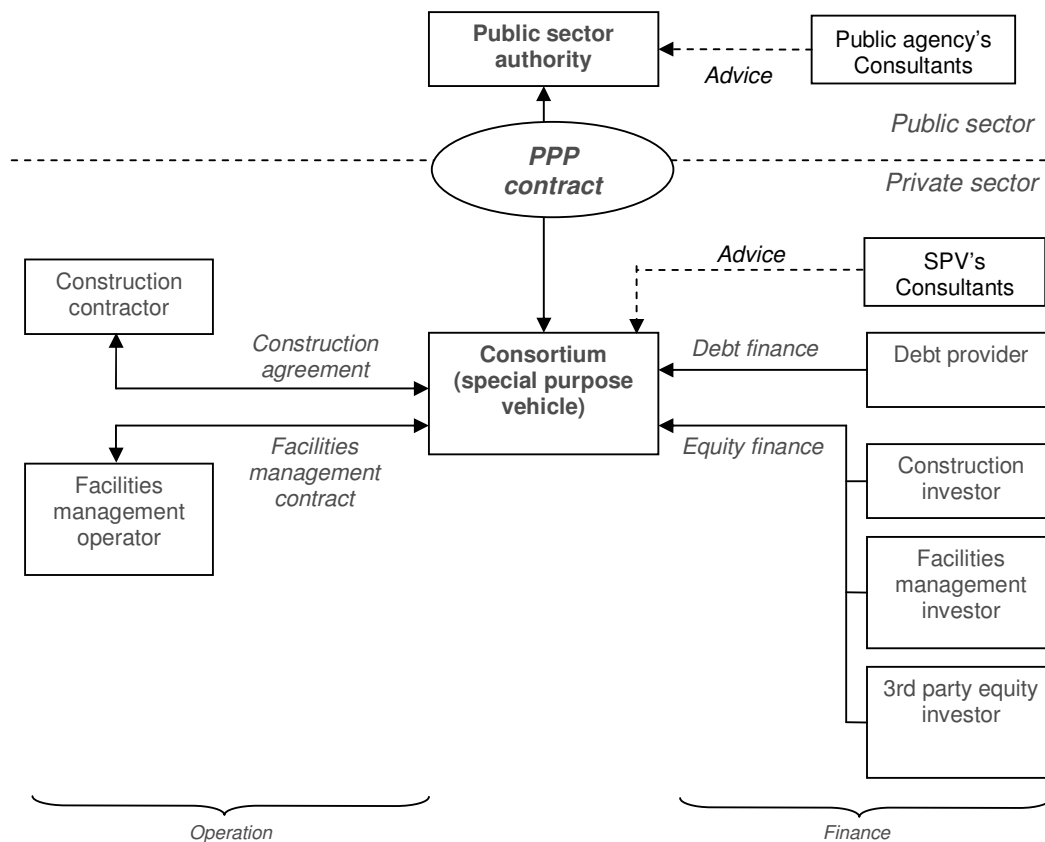 Public sector
authority
Public agency's
Consultants
Advice
Public sector
PPP
contract
Private sector
Advice
SPV's
Consultants
Construction
contractor
Construction
agreement
Consortium
(special purpose
vehicle)
Debt finance
Debt provider
Facilities
management
contract
Equity finance
Facilities
management
operator
Construction
investor
Facilities
management
investor
3rd party equity
investor
Operation
Finance